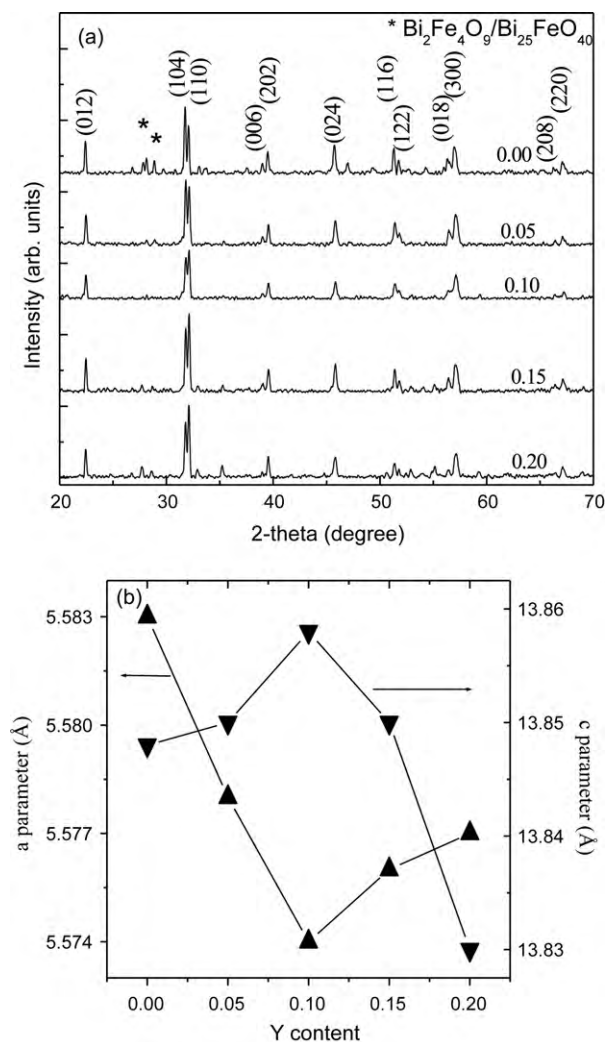 (a)
* Bi₂Fe₄O₉/Bi₂₅FeO₄₀
(012)
*
*
(104)
(110)
(006)
(202)
(024)
(116)
(122)
(018)
(300)
(208)
(220)
0.00
0.05
0.10
0.15
0.20
Intensity (arb. units)
20 30 40 50 60 70
2-theta (degree)
(b)
5.583
5.580
5.577
5.574
a parameter (Å)
13.86
13.85
13.84
13.83
c parameter (Å)
0.00 0.05 0.10 0.15 0.20
Y content